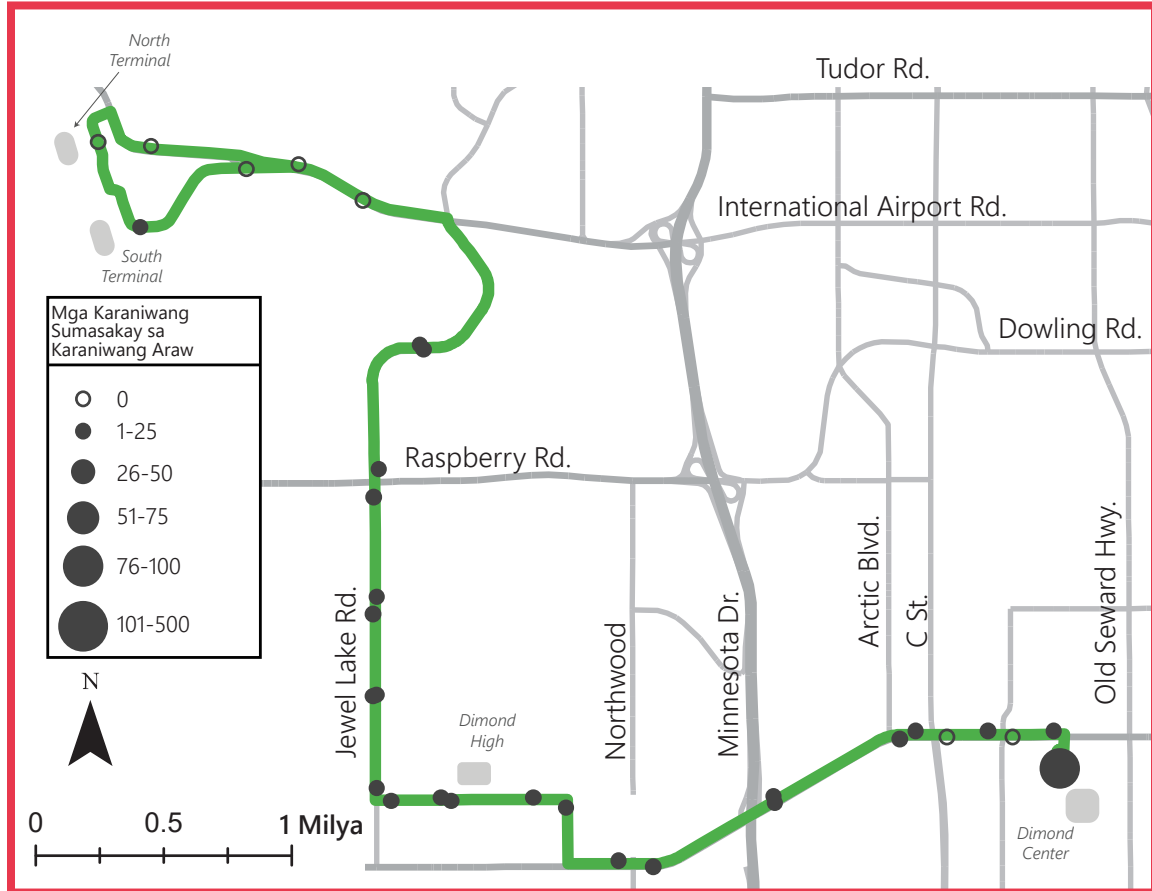 North
Terminal
Tudor Rd.
International Airport Rd.
South
Terminal
Mga Karaniwang
Sumasakay sa
Karaniwang Araw
0
1-25
26-50
51-75
76-100
101-500
Dowling Rd.
Raspberry Rd.
Jewel Lake Rd.
Northwood
Minnesota Dr.
Arctic Blvd.
C St.
Old Seward Hwy.
N
Dimond
High
0
0.5
1 Milya
Dimond
Center